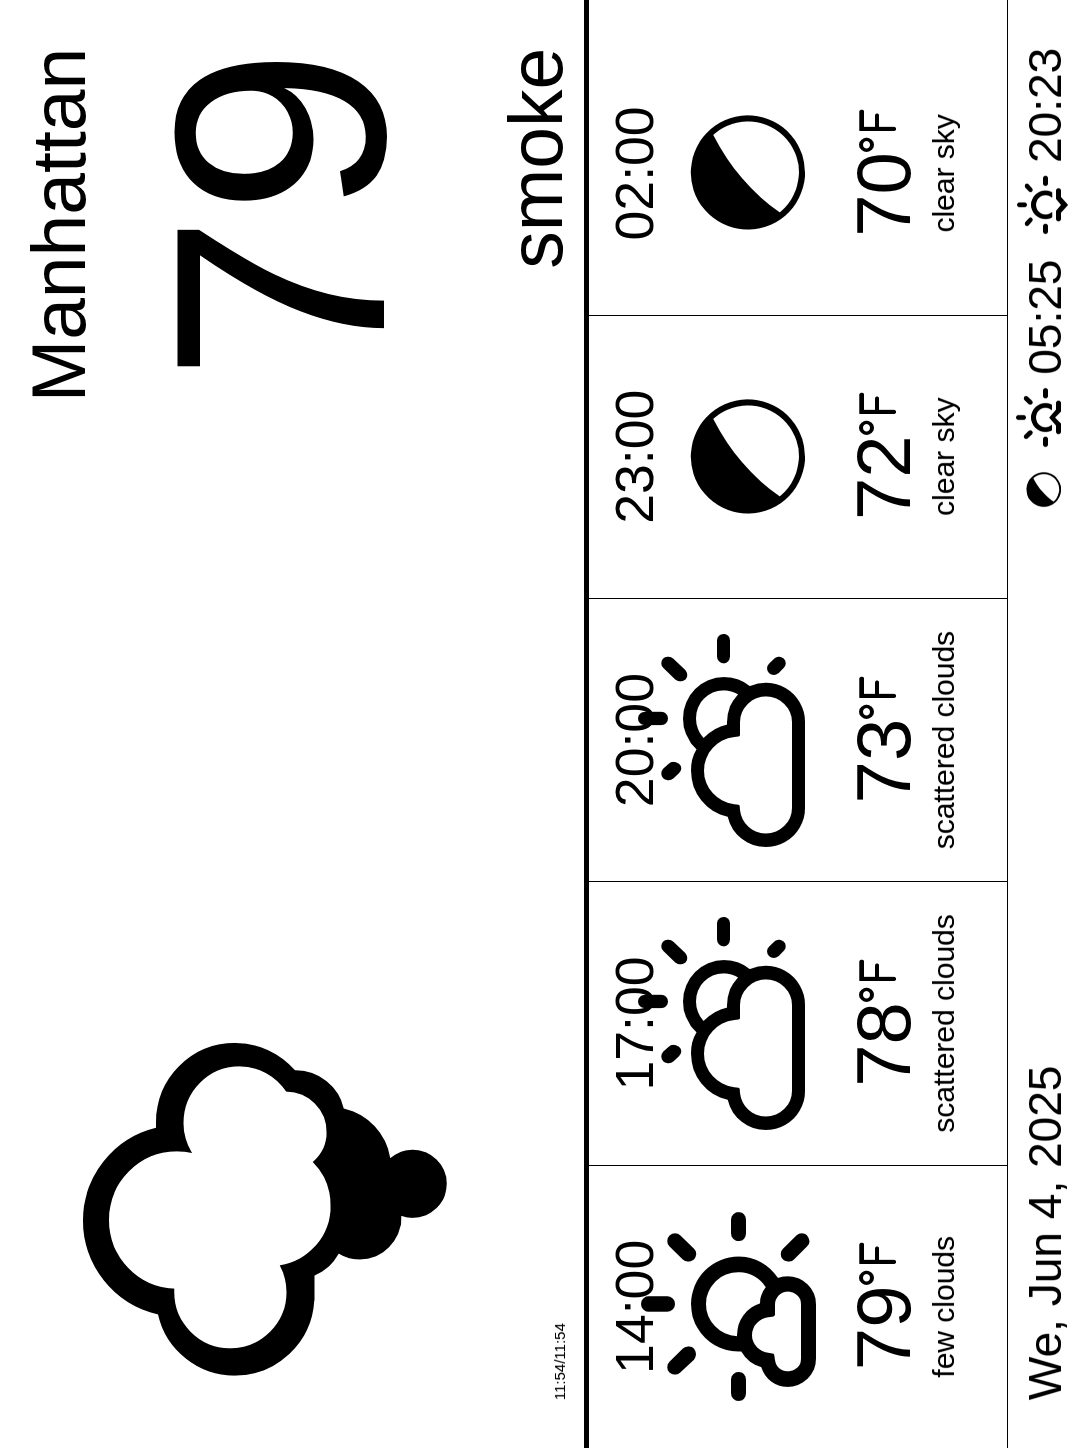 Manhattan
79
smoke
11:54/11:54
14:00
79°F
few clouds
17:00
78°F
scattered clouds
20:00
73°F
scattered clouds
23:00
72°F
clear sky
02:00
70°F
clear sky
We, Jun 4, 2025 05:25 20:23